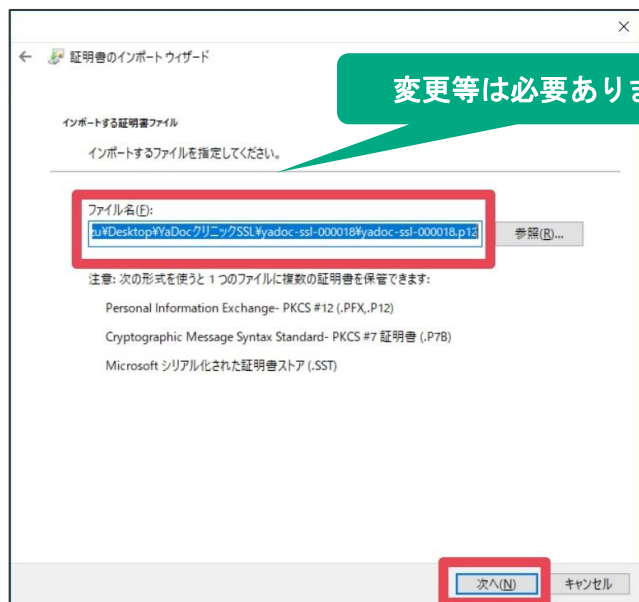 証明書のインポート ウィザード
変更等は必要ありま
インポートする証明書ファイル
インポートするファイルを指定してください。
ファイル名(F):
zu¥Desktop¥YaDocクリニックSSL¥yadoc-ssl-000018¥yadoc-ssl-000018.p12
参照(R)...
注意: 次の形式を使うと 1 つのファイルに複数の証明書を保管できます:
Personal Information Exchange- PKCS #12 (.PFX,.P12)
Cryptographic Message Syntax Standard- PKCS #7 証明書 (.P7B)
Microsoft シリアル化された証明書ストア (.SST)
次へ(N)
キャンセル